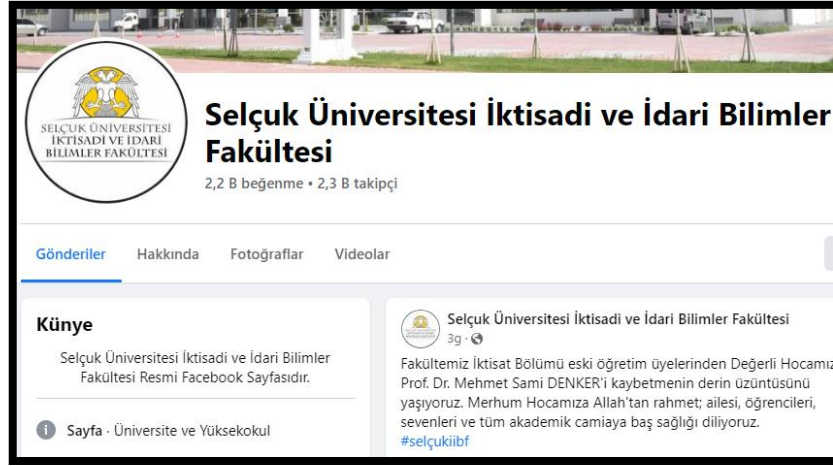 SELÇUK ÜNİVERSİTESİ
İKTİSADİ VE İDARİ
BİLİMLER FAKÜLTESİ
Selçuk Üniversitesi İktisadi ve İdari Bilimler
Fakültesi
2,2 B beğenme • 2,3 B takipçi
Gönderiler Hakkında Fotoğraflar Videolar
Künye
Selçuk Üniversitesi İktisadi ve İdari Bilimler
Fakültesi Resmi Facebook Sayfasıdır.
Sayfa · Üniversite ve Yüksekokul
Selçuk Üniversitesi İktisadi ve İdari Bilimler Fakültesi
3g ·
Fakültemiz İktisat Bölümü eski öğretim üyelerinden Değerli Hocamız
Prof. Dr. Mehmet Sami DENKER'i kaybetmenin derin üzüntüsünü
yaşıyoruz. Merhum Hocamıza Allah'tan rahmet; ailesi, öğrencileri,
sevenleri ve tüm akademik camiaya baş sağlığı diliyoruz.
#selçukiibf